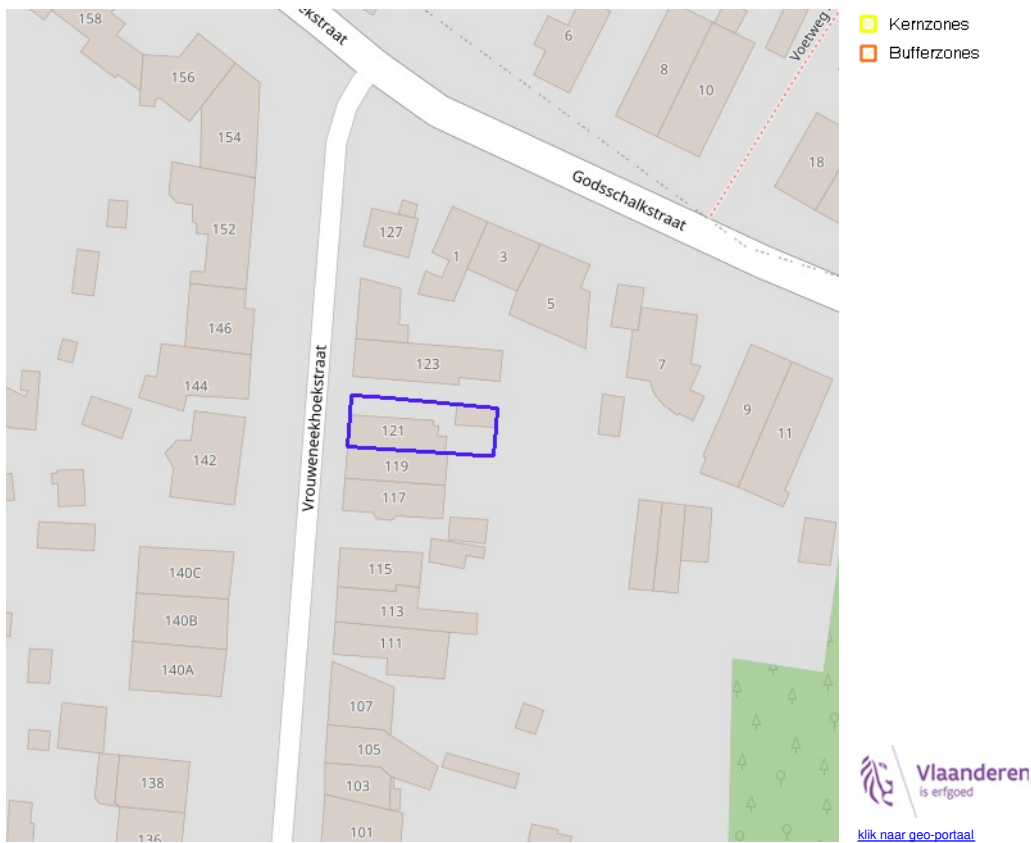 158
156
154
152
146
144
142
140C
140B
140A
138
136
ekstraat
Vrouweneekhoekstraat
Godsschalkstraat
Voetweg
6
8
10
18
127
1
3
5
7
9
11
123
121
119
117
115
113
111
107
105
103
101
Kernzones
Bufferzones
Vlaanderen
is erfgoed
klik naar geo-portaal